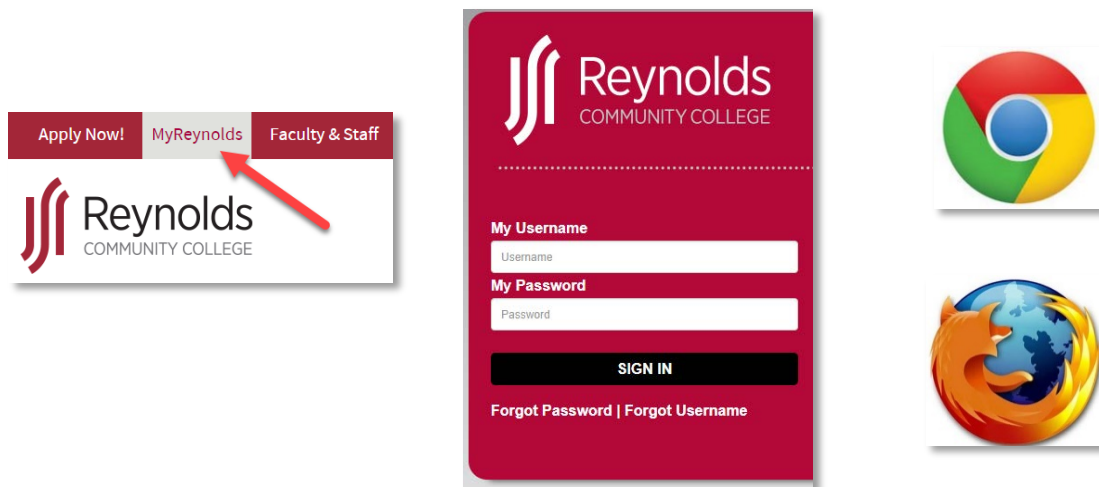 Apply Now! MyReynolds Faculty & Staff
Reynolds
COMMUNITY COLLEGE
Reynolds
COMMUNITY COLLEGE
My Username
Username
My Password
Password
SIGN IN
Forgot Password | Forgot Username